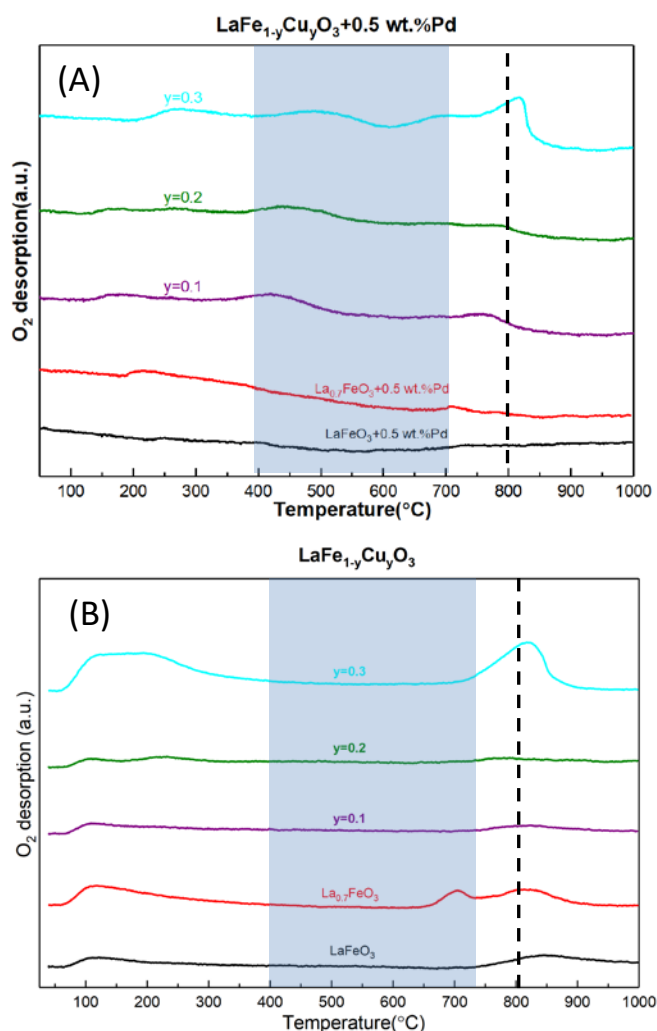 LaFe₁₋yCuyO₃+0.5 wt.%Pd
(A)
y=0.3
y=0.2
y=0.1
La₀.₇FeO₃+0.5 wt.%Pd
LaFeO₃+0.5 wt.%Pd
O₂ desorption(a.u.)
100 200 300 400 500 600 700 800 900 1000
Temperature(°C)
LaFe₁₋yCuyO₃
(B)
y=0.3
y=0.2
y=0.1
La₀.₇FeO₃
LaFeO₃
O₂ desorption (a.u.)
100 200 300 400 500 600 700 800 900 1000
Temperature(°C)